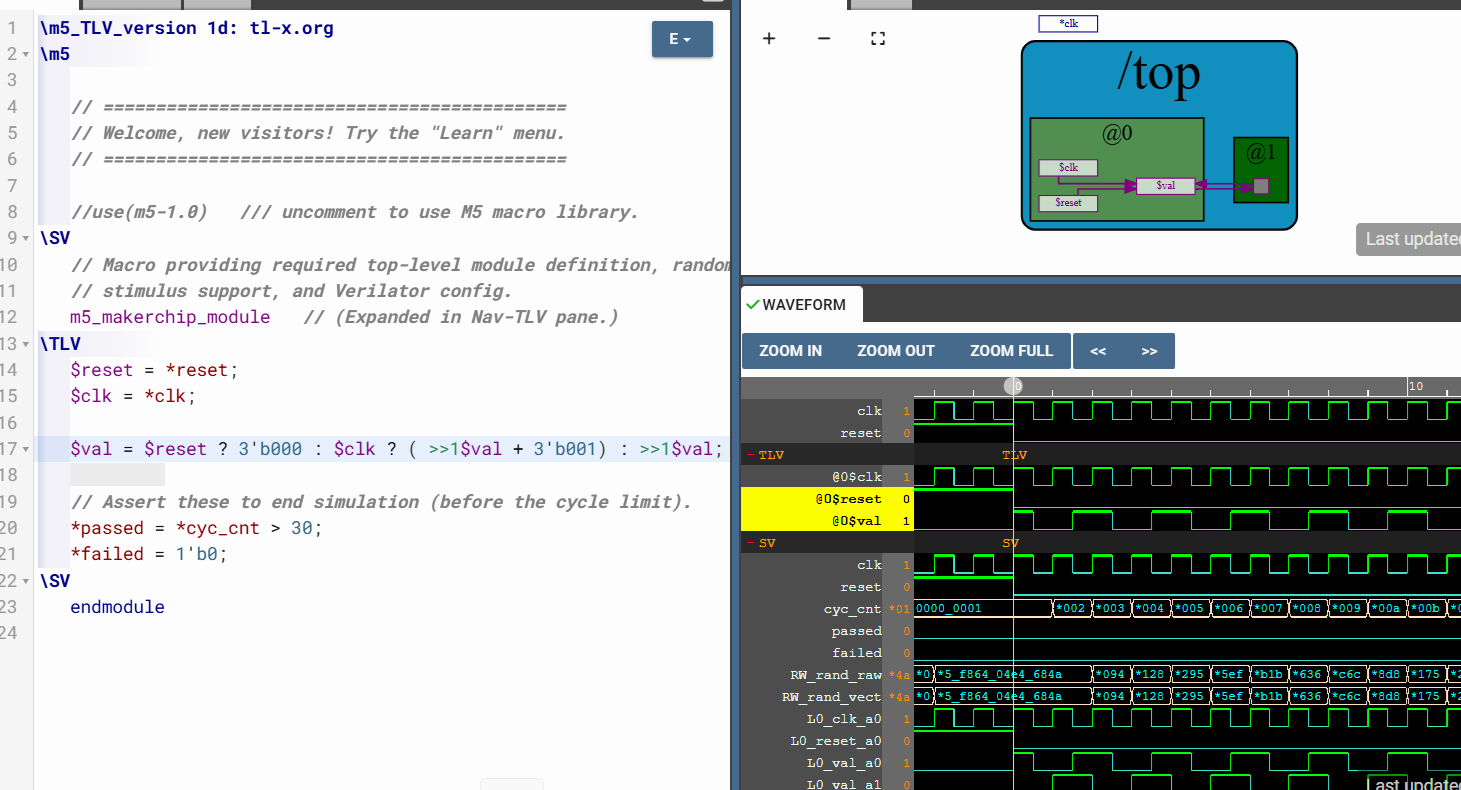 1 \m5_TLV_version 1d: tl-x.org
2 \m5
3
4 // ============================================
5 // Welcome, new visitors! Try the "Learn" menu.
6 // ============================================
7
8 //use(m5-1.0)   /// uncomment to use M5 macro library.
9 \SV
10 // Macro providing required top-level module definition, random
11 // stimulus support, and Verilator config.
12 m5_makerchip_module   // (Expanded in Nav-TLV pane.)
13 \TLV
14 $reset = *reset;
15 $clk = *clk;
16
17 $val = $reset ? 3'b000 : $clk ? ( >>1$val + 3'b001) : >>1$val;
18
19 // Assert these to end simulation (before the cycle limit).
20 *passed = *cyc_cnt > 30;
21 *failed = 1'b0;
22 \SV
23 endmodule
24
E
+ −
*clk
/top
@0
@1
$clk
$val
$reset
Last update
WAVEFORM
ZOOM IN ZOOM OUT ZOOM FULL << >>
0 10
clk 1
reset 0
- TLV TLV
@0$clk 1
@0$reset 0
@0$val 1
- SV SV
clk 1
reset 0
cyc_cnt *01 0000_0001 *002 *003 *004 *005 *006 *007 *008 *009 *00a *00b
passed 0
failed 0
RW_rand_raw *4a *0 *5_f864_04e4_684a *094 *128 *295 *5ef *b1b *636 *c6c *8d8 *175
RW_rand_vect *4a *0 *5_f864_04e4_684a *094 *128 *295 *5ef *b1b *636 *c6c *8d8 *175
L0_clk_a0 1
L0_reset_a0 0
L0_val_a0 1
L0_val_a1 0
Last update